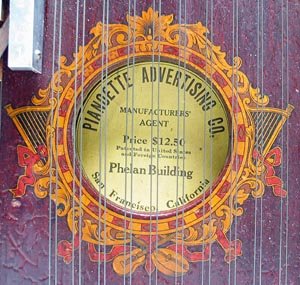 PIANOETTE ADVERTISING CO.
MANUFACTURERS'
AGENT
Price $12.50
Patented in United States
and Foreign Countries
Phelan Building
San Francisco, California